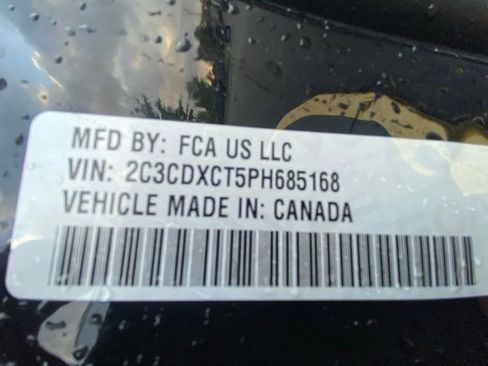 MFD BY: FCA US LLC
VIN: 2C3CDXCT5PH685168
VEHICLE MADE IN: CANADA